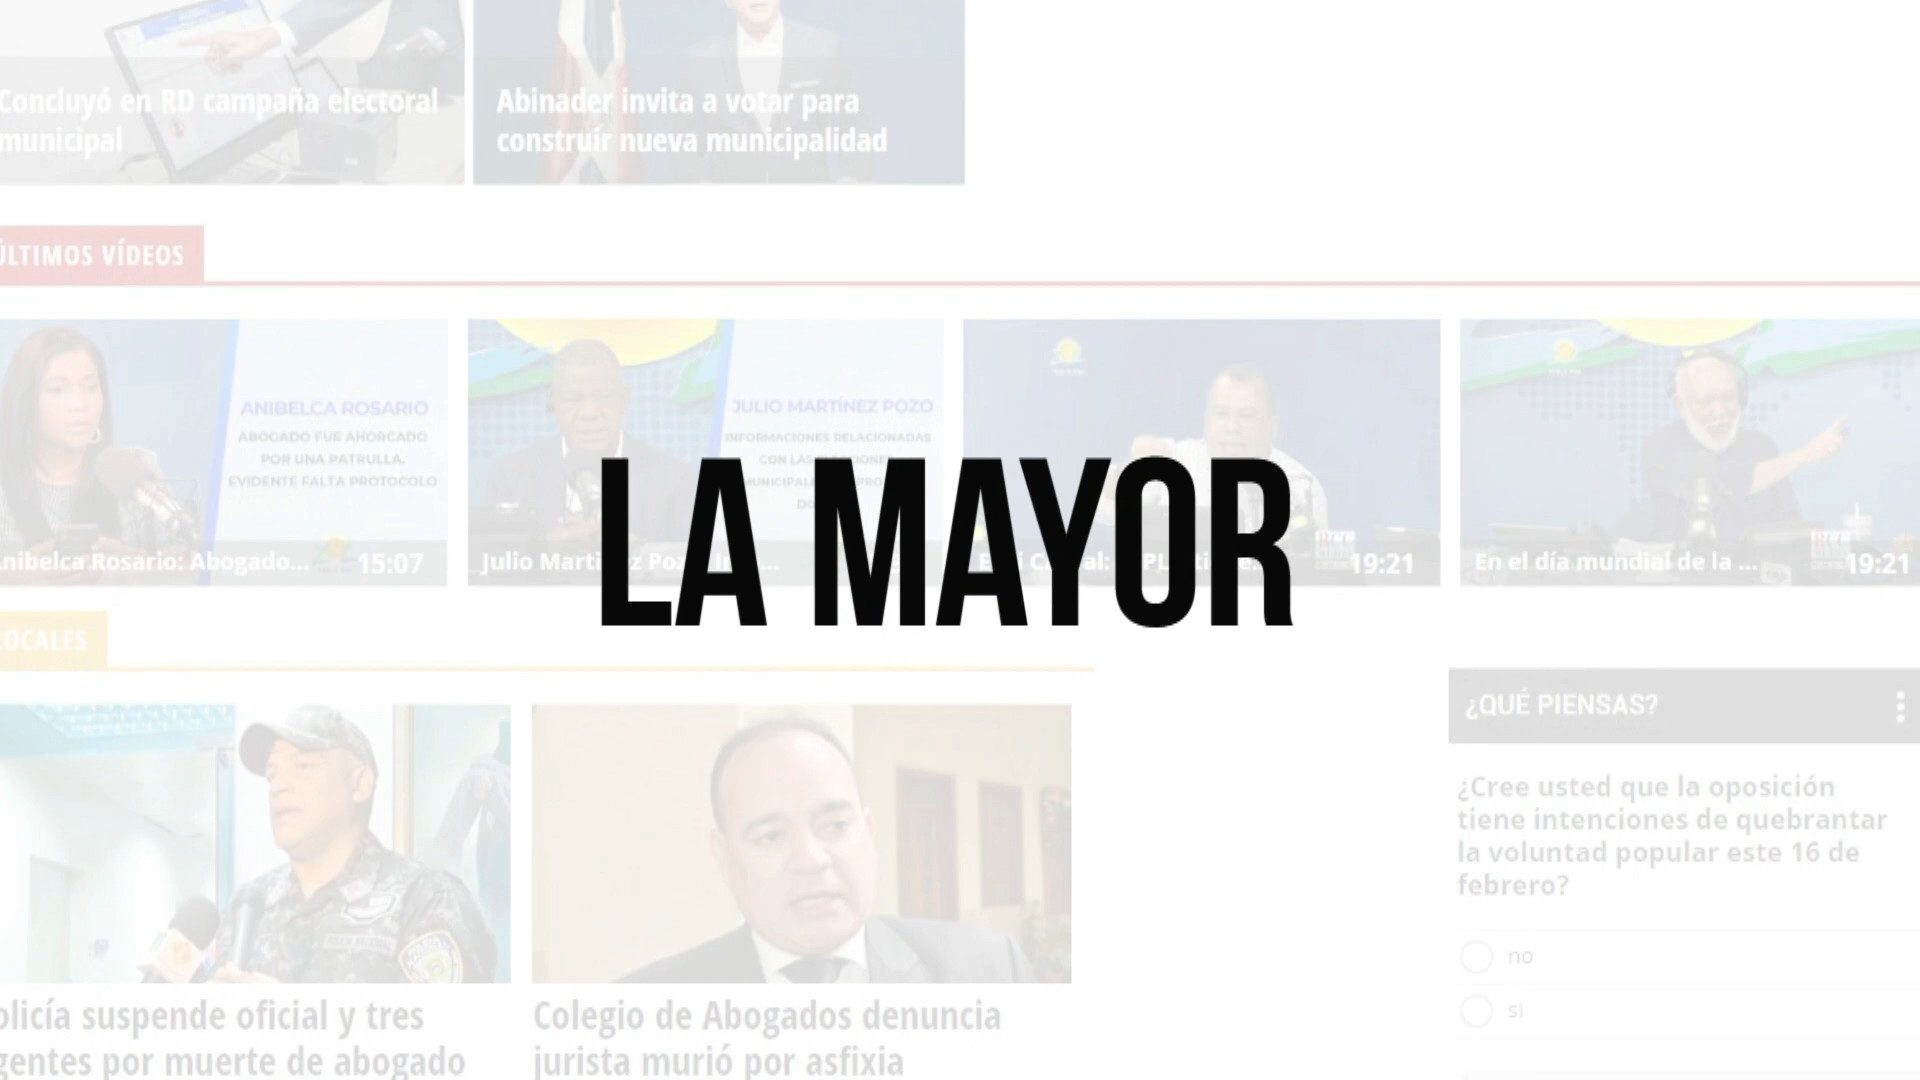 Concluyó en RD campaña electoral
municipal
Abinader invita a votar para
construir nueva municipalidad
ÚLTIMOS VÍDEOS
ANIBELCA ROSARIO
ABOGADO FUE AHORCADO
POR UNA PATRULLA.
EVIDENTE FALTA PROTOCOLO
Anibelca Rosario: Abogado... 15:07
JULIO MARTÍNEZ POZO
INFORMACIONES RELACIONADAS
CON LAS
Julio
19:21
En el día mundial de la ... 19:21
LA MAYOR
LOCALES
olicía suspende oficial y tres
gentes por muerte de abogado
Colegio de Abogados denuncia
jurista murió por asfixia
¿QUÉ PIENSAS?
¿Cree usted que la oposición
tiene intenciones de quebrantar
la voluntad popular este 16 de
febrero?
no
si